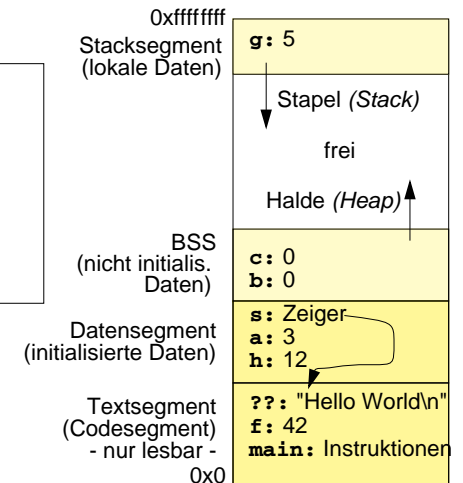 0xffffffff
Stacksegment
(lokale Daten)
g: 5
Stapel (Stack)
frei
Halde (Heap)
BSS
(nicht initialis.
Daten)
c: 0
b: 0
Datensegment
(initialisierte Daten)
s: Zeiger
a: 3
h: 12
Textsegment
(Codesegment)
- nur lesbar -
??: "Hello World\n"
f: 42
main: Instruktionen
0x0